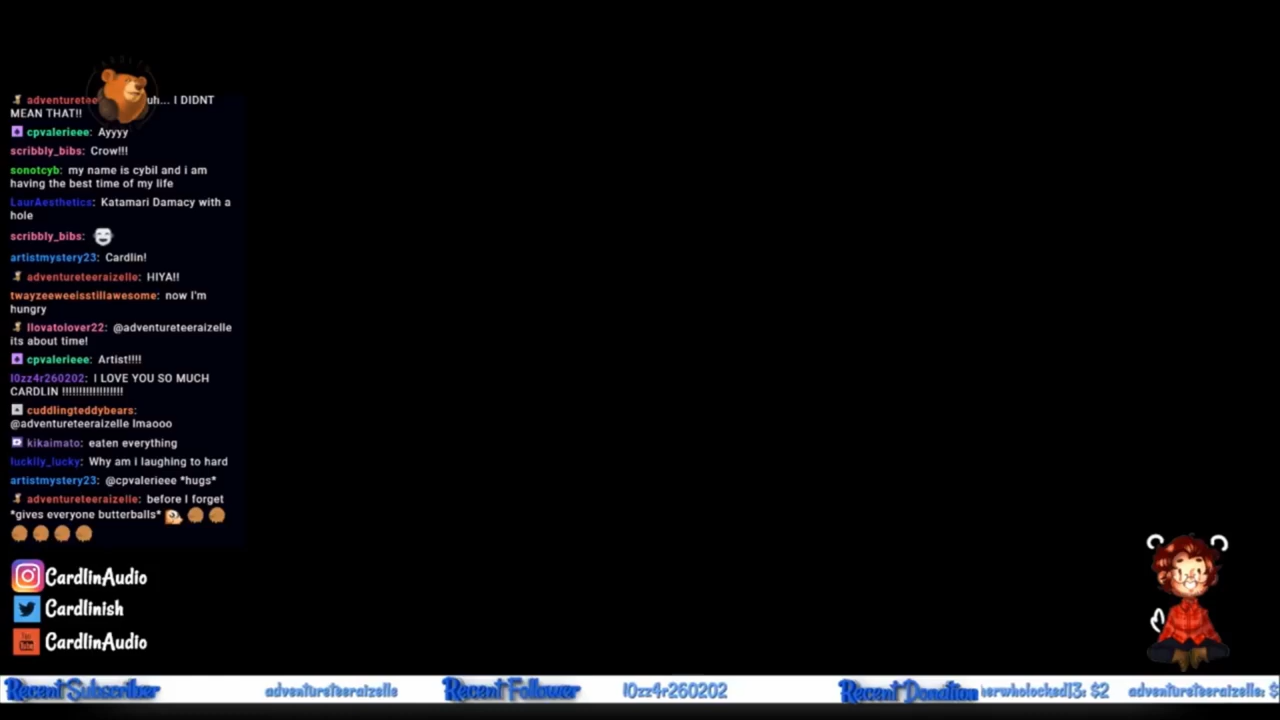 adventuretee uh... I DIDNT
MEAN THAT!!
cpvalerieee: Ayyyy
scribbly_bibs: Crow!!!
sonotcyb: my name is cybil and i am
having the best time of my life
LaurAesthetics: Katamari Damacy with a
hole
scribbly_bibs:
artistmystery23: Cardlin!
adventureteeraizelle: HIYA!!
twayzeeweeisstillawesome: now I'm
hungry
llovatolover22: @adventureteeraizelle
its about time!
cpvalerieee: Artist!!!!
l0zz4r260202: I LOVE YOU SO MUCH
CARDLIN !!!!!!!!!!!!!!!!!!
cuddlingteddybears:
@adventureteeraizelle lmaooo
kikaimato: eaten everything
luckily_lucky: Why am i laughing to hard
artistmystery23: @cpvalerieee *hugs*
adventureteeraizelle: before I forget
*gives everyone butterballs*
CardlinAudio
Cardlinish
CardlinAudio
Recent Subscriber adventureteeraizelle Recent Follower l0zz4r260202 Recent Donation herwholocked13: $2 adventureteeraizelle: $